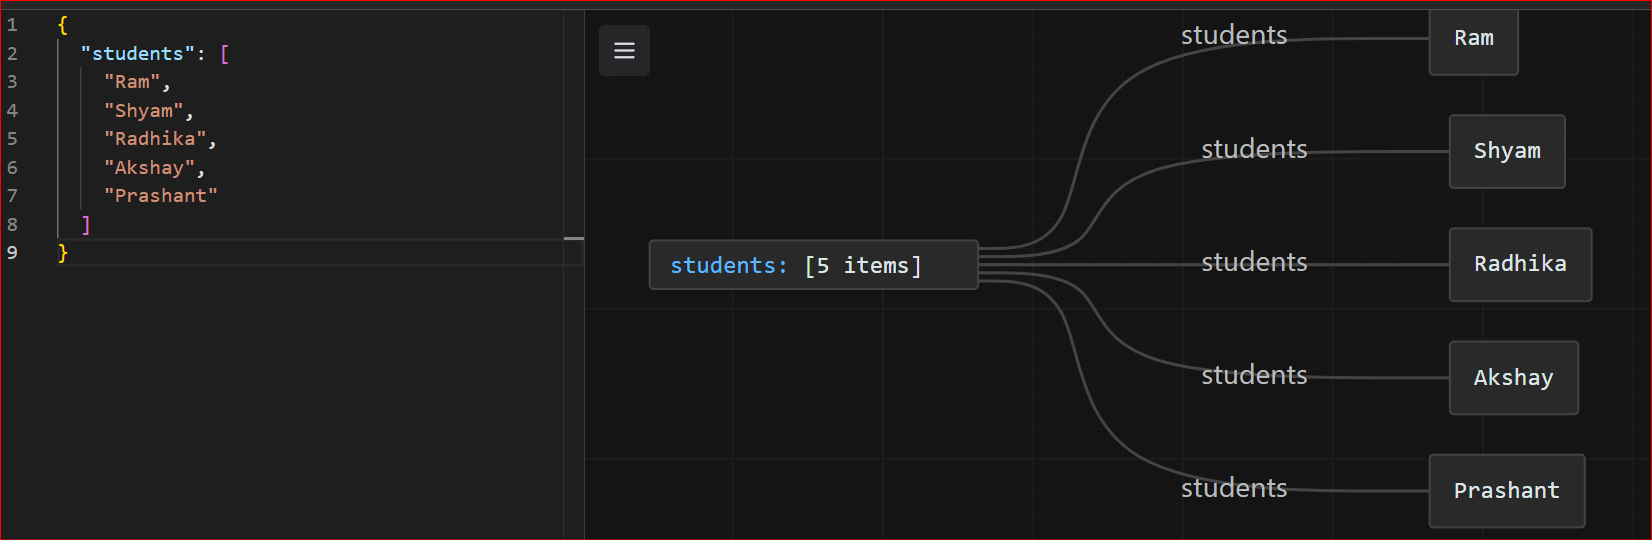 1 {
2 "students": [
3 "Ram",
4 "Shyam",
5 "Radhika",
6 "Akshay",
7 "Prashant"
8 ]
9 }
students: [5 items]
students Ram
students Shyam
students Radhika
students Akshay
students Prashant